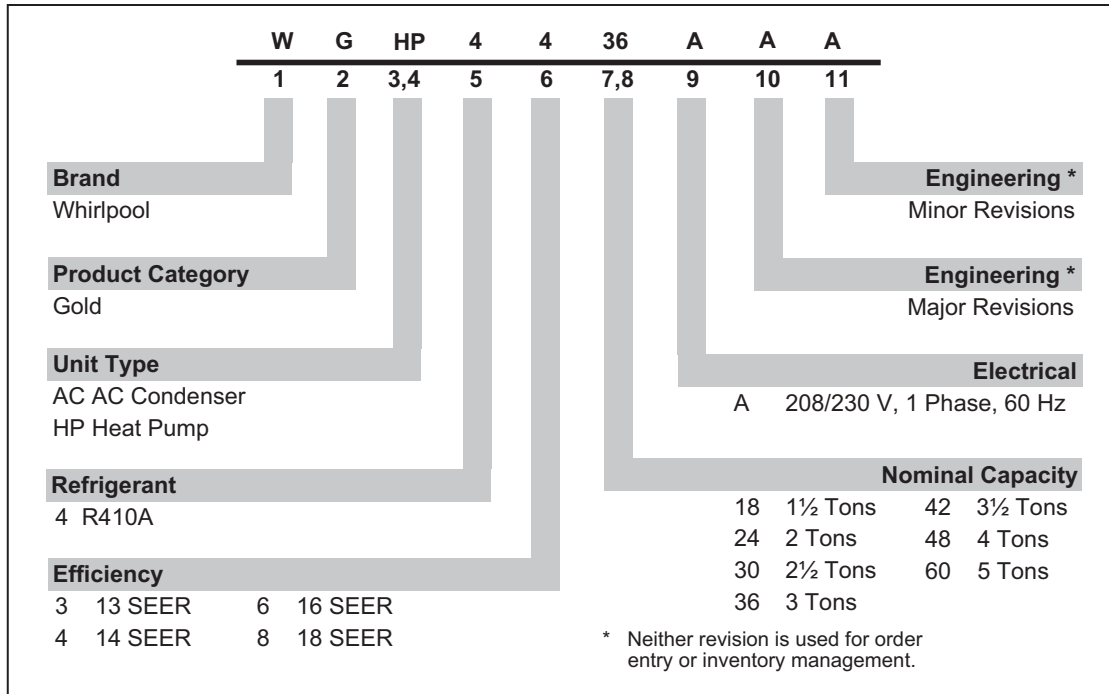 W G HP 4 4 36 A A A
1 2 3,4 5 6 7,8 9 10 11
Brand
Whirlpool
Product Category
Gold
Unit Type
AC AC Condenser
HP Heat Pump
Refrigerant
4 R410A
Efficiency
3 13 SEER 6 16 SEER
4 14 SEER 8 18 SEER
Engineering *
Minor Revisions
Engineering *
Major Revisions
Electrical
A 208/230 V, 1 Phase, 60 Hz
Nominal Capacity
18 1½ Tons 42 3½ Tons
24 2 Tons 48 4 Tons
30 2½ Tons 60 5 Tons
36 3 Tons
* Neither revision is used for order
entry or inventory management.